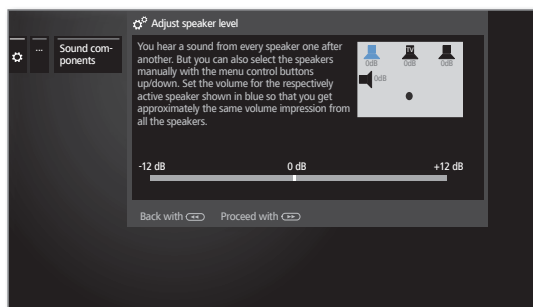 Adjust speaker level
...
Sound com-
ponents
You hear a sound from every speaker one after
another. But you can also select the speakers
manually with the menu control buttons
up/down. Set the volume for the respectively
active speaker shown in blue so that you get
approximately the same volume impression from
all the speakers.
TV
0dB 0dB 0dB
0dB
-12 dB 0 dB +12 dB
Back with Proceed with